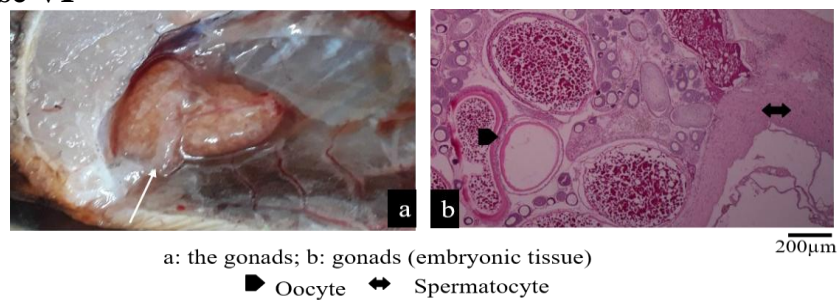 a
b
200µm
a: the gonads; b: gonads (embryonic tissue)
Oocyte Spermatocyte